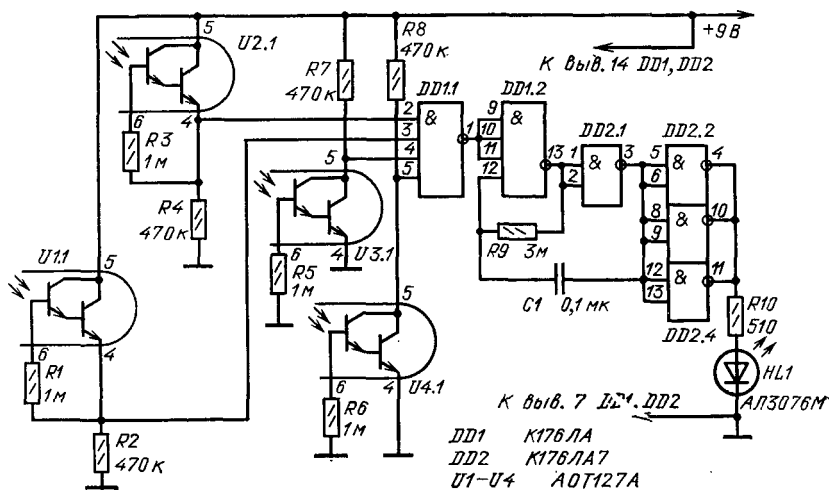 R8
470к
+9В
К выв. 14 DD1, DD2
5
U2.1
R7
470к
DD1.1
DD1.2
6
4
R3
1м
2
3
4
5
&
1
9
10
11
12
&
13
DD2.1
1
2
&
3
DD2.2
5
6
&
4
8
9
10
12
13
&
11
DD2.4
R4
470к
5
6
4
U3.1
R5
1м
R9
3м
С1
0,1мк
U1.1
5
6
4
R1
1м
5
6
4
U4.1
R6
1м
R10
510
HL1
АЛ3076М
R2
470к
К выв. 7 DD1. DD2
DD1 К176ЛА
DD2 К176ЛА7
U1-U4 АОТ127А